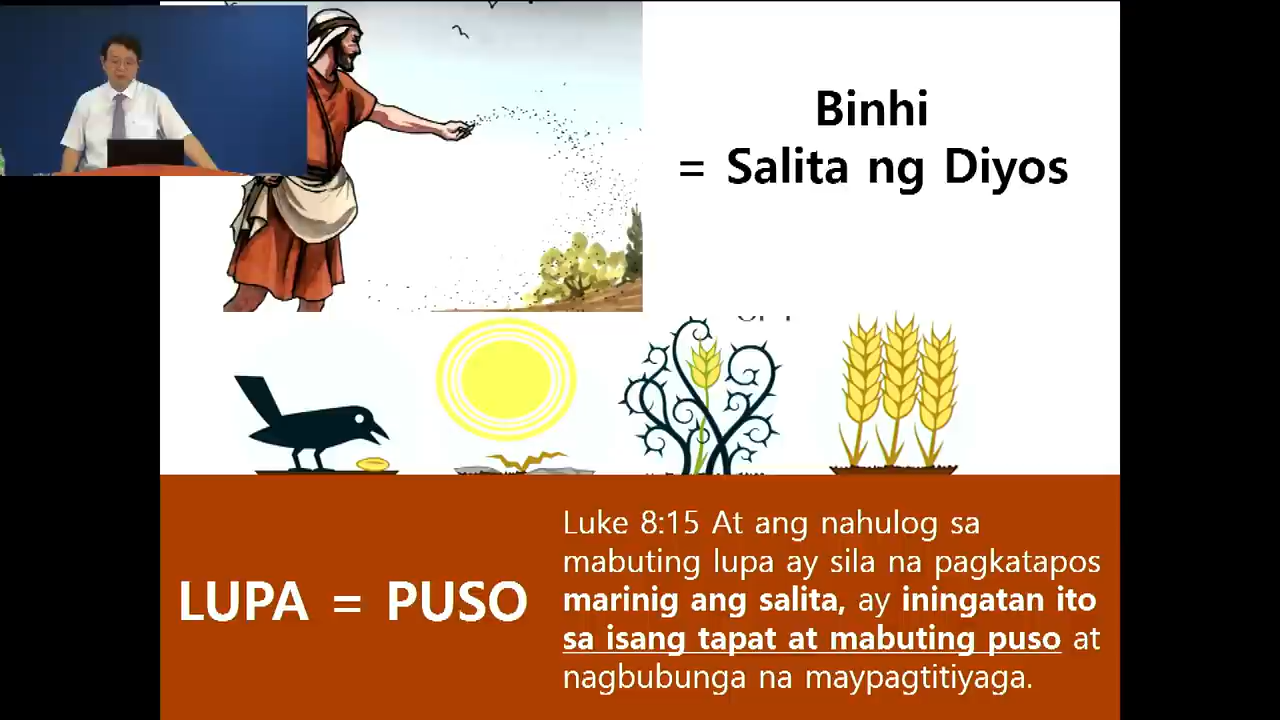 Binhi
= Salita ng Diyos
LUPA = PUSO
Luke 8:15 At ang nahulog sa
mabuting lupa ay sila na pagkatapos
marinig ang salita, ay iningatan ito
sa isang tapat at mabuting puso at
nagbubunga na maypagtitiyaga.